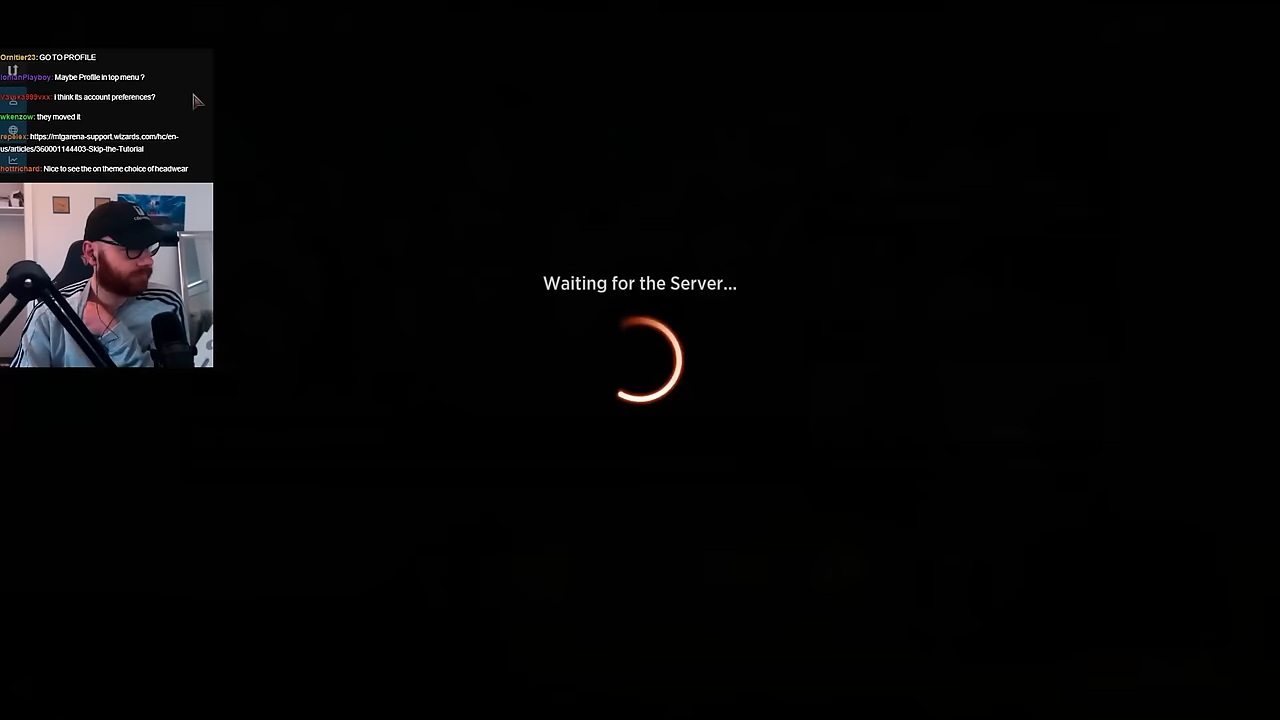 Ornitier23: GO TO PROFILE
Maybe Profile in top menu ?
I think its account preferences?
wkenzow: they moved it
https://mtgarena-support.wizards.com/hc/en-
us/articles/360001144403-Skip-the-Tutorial
hottrichard: Nice to see the on theme choice of headwear
Waiting for the Server...